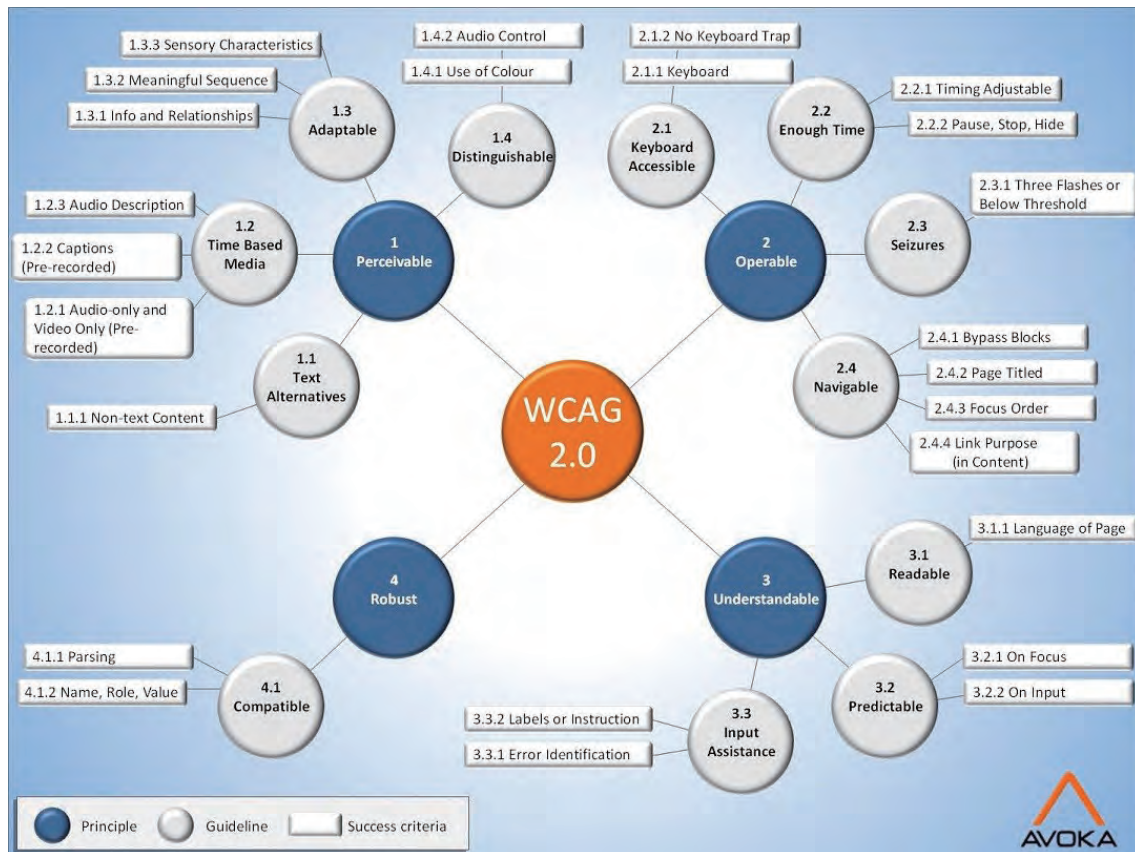 1.3.3 Sensory Characteristics
1.3.2 Meaningful Sequence
1.3.1 Info and Relationships
1.3
Adaptable
1.4.2 Audio Control
1.4.1 Use of Colour
1.4
Distinguishable
1.2.3 Audio Description
1.2.2 Captions
(Pre-recorded)
1.2.1 Audio-only and
Video Only (Pre-
recorded)
1.2
Time Based
Media
1
Perceivable
1.1
Text
Alternatives
1.1.1 Non-text Content
2.1.2 No Keyboard Trap
2.1.1 Keyboard
2.1
Keyboard
Accessible
2.2
Enough Time
2.2.1 Timing Adjustable
2.2.2 Pause, Stop, Hide
2
Operable
2.3
Seizures
2.3.1 Three Flashes or
Below Threshold
2.4
Navigable
2.4.1 Bypass Blocks
2.4.2 Page Titled
2.4.3 Focus Order
2.4.4 Link Purpose
(in Content)
WCAG
2.0
4
Robust
4.1.1 Parsing
4.1.2 Name, Role, Value
4.1
Compatible
3
Understandable
3.1
Readable
3.1.1 Language of Page
3.2
Predictable
3.2.1 On Focus
3.2.2 On Input
3.3.2 Labels or Instruction
3.3.1 Error Identification
3.3
Input
Assistance
Principle
Guideline
Success criteria
AVOKA